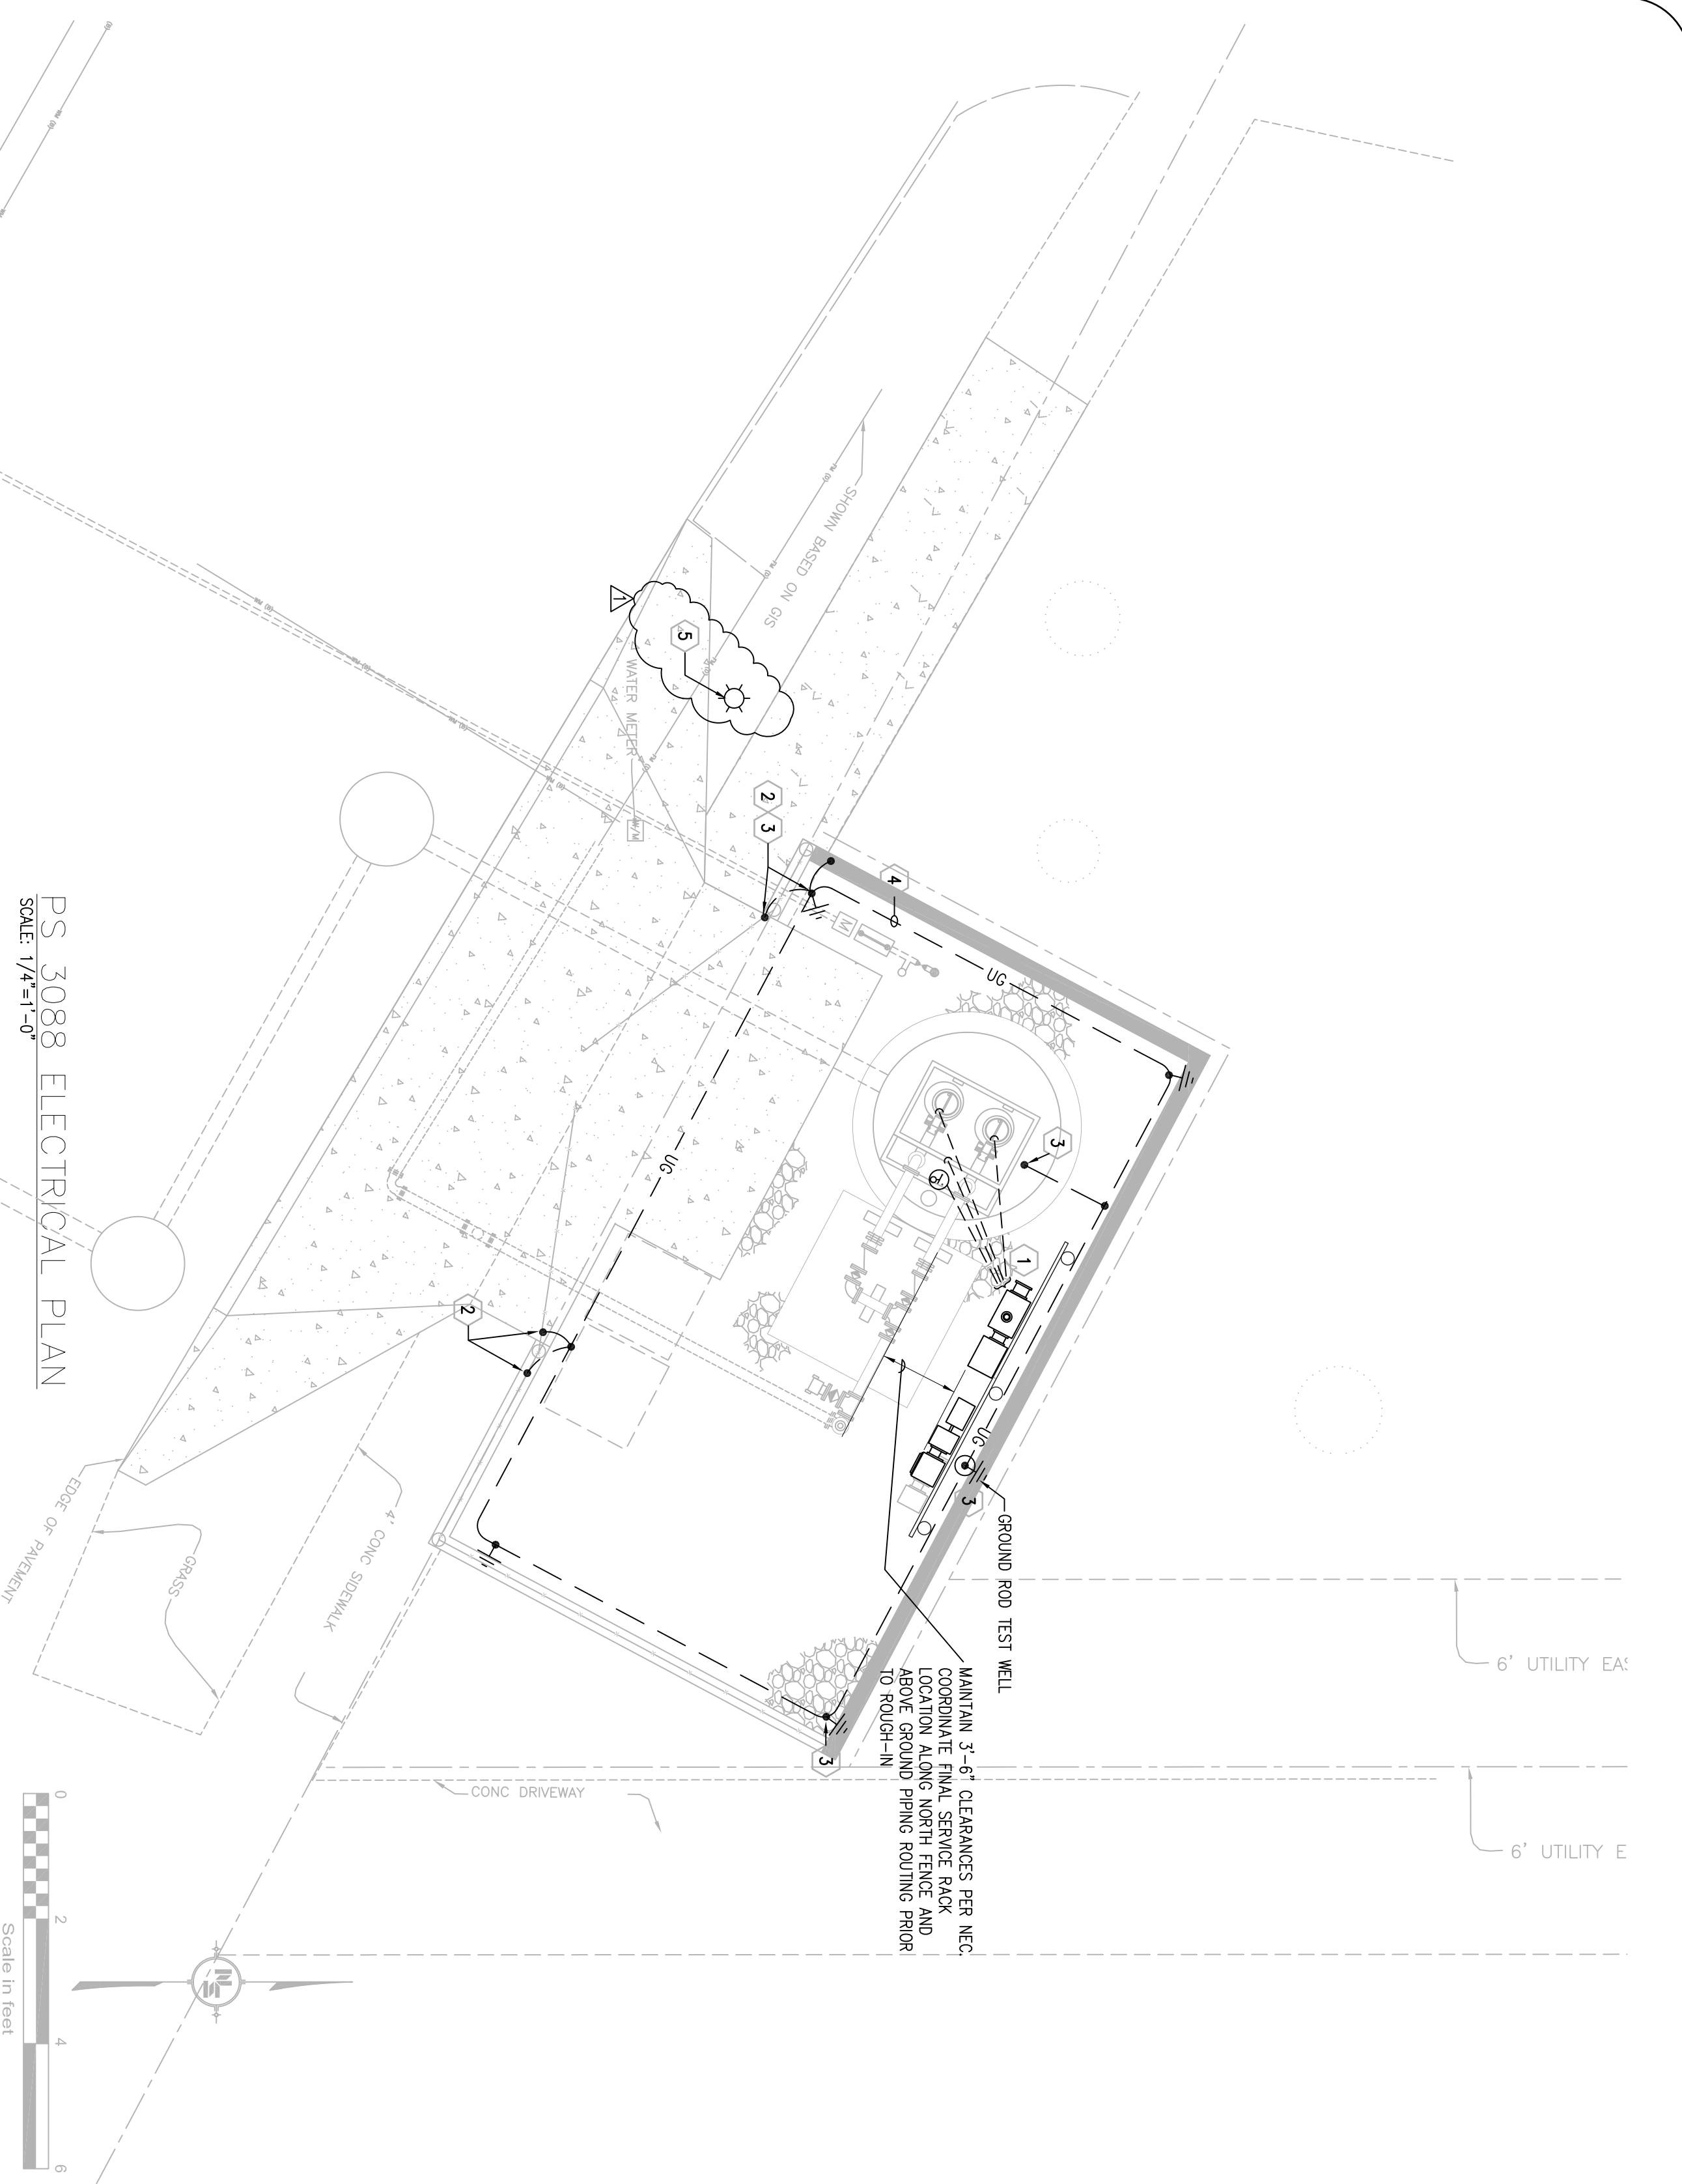 6' UTILITY EAS
6' UTILITY E
MAINTAIN 3'-6" CLEARANCES PER NEC.
COORDINATE FINAL SERVICE RACK
LOCATION ALONG NORTH FENCE AND
ABOVE GROUND PIPING ROUTING PRIOR
TO ROUGH-IN
GROUND ROD TEST WELL
SHOWN BASED ON GIS
WATER METER
W/M
M
UG
UG
UG
1
2
3
4
5
1
3
3
3
2
CONC DRIVEWAY
4' CONC SIDEWALK
GRASS
EDGE OF PAVEMENT
PS 3088 ELECTRICAL PLAN
SCALE: 1/4"=1'-0"
0 2 4 6
Scale in feet